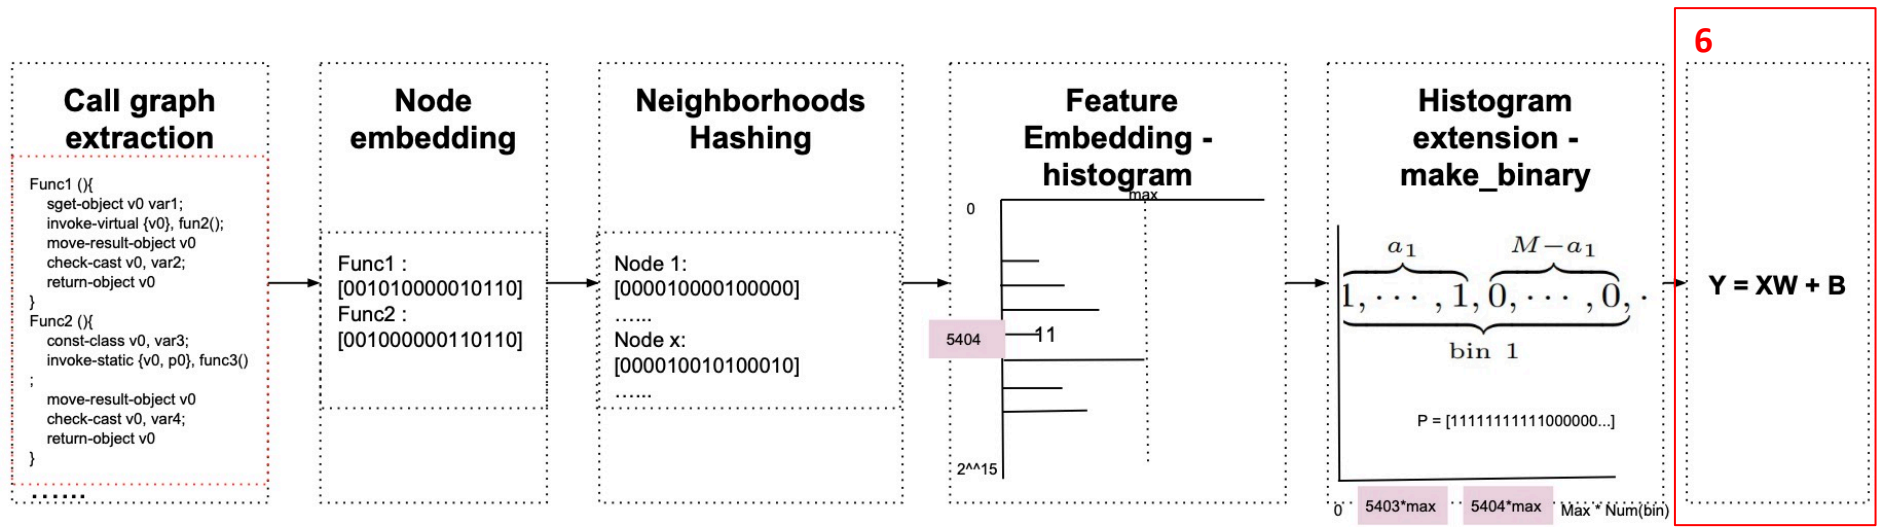 6
Call graph
extraction
Func1 (){
sget-object v0 var1;
invoke-virtual {v0}, fun2();
move-result-object v0
check-cast v0, var2;
return-object v0
}
Func2 (){
const-class v0, var3;
invoke-static {v0, p0}, func3()
;
move-result-object v0
check-cast v0, var4;
return-object v0
}
......
Node
embedding
Func1 :
[001010000010110]
Func2 :
[001000000110110]
Neighborhoods
Hashing
Node 1:
[000010000100000]
......
Node x:
[000010010100010]
......
Feature
Embedding -
histogram
max
0
5404
11
2^^15
Histogram
extension -
make_binary
a₁ M−a₁
1, ⋯ , 1, 0, ⋯ , 0, ·
bin 1
P = [11111111111000000...]
0 5403*max 5404*max Max * Num(bin)
Y = XW + B